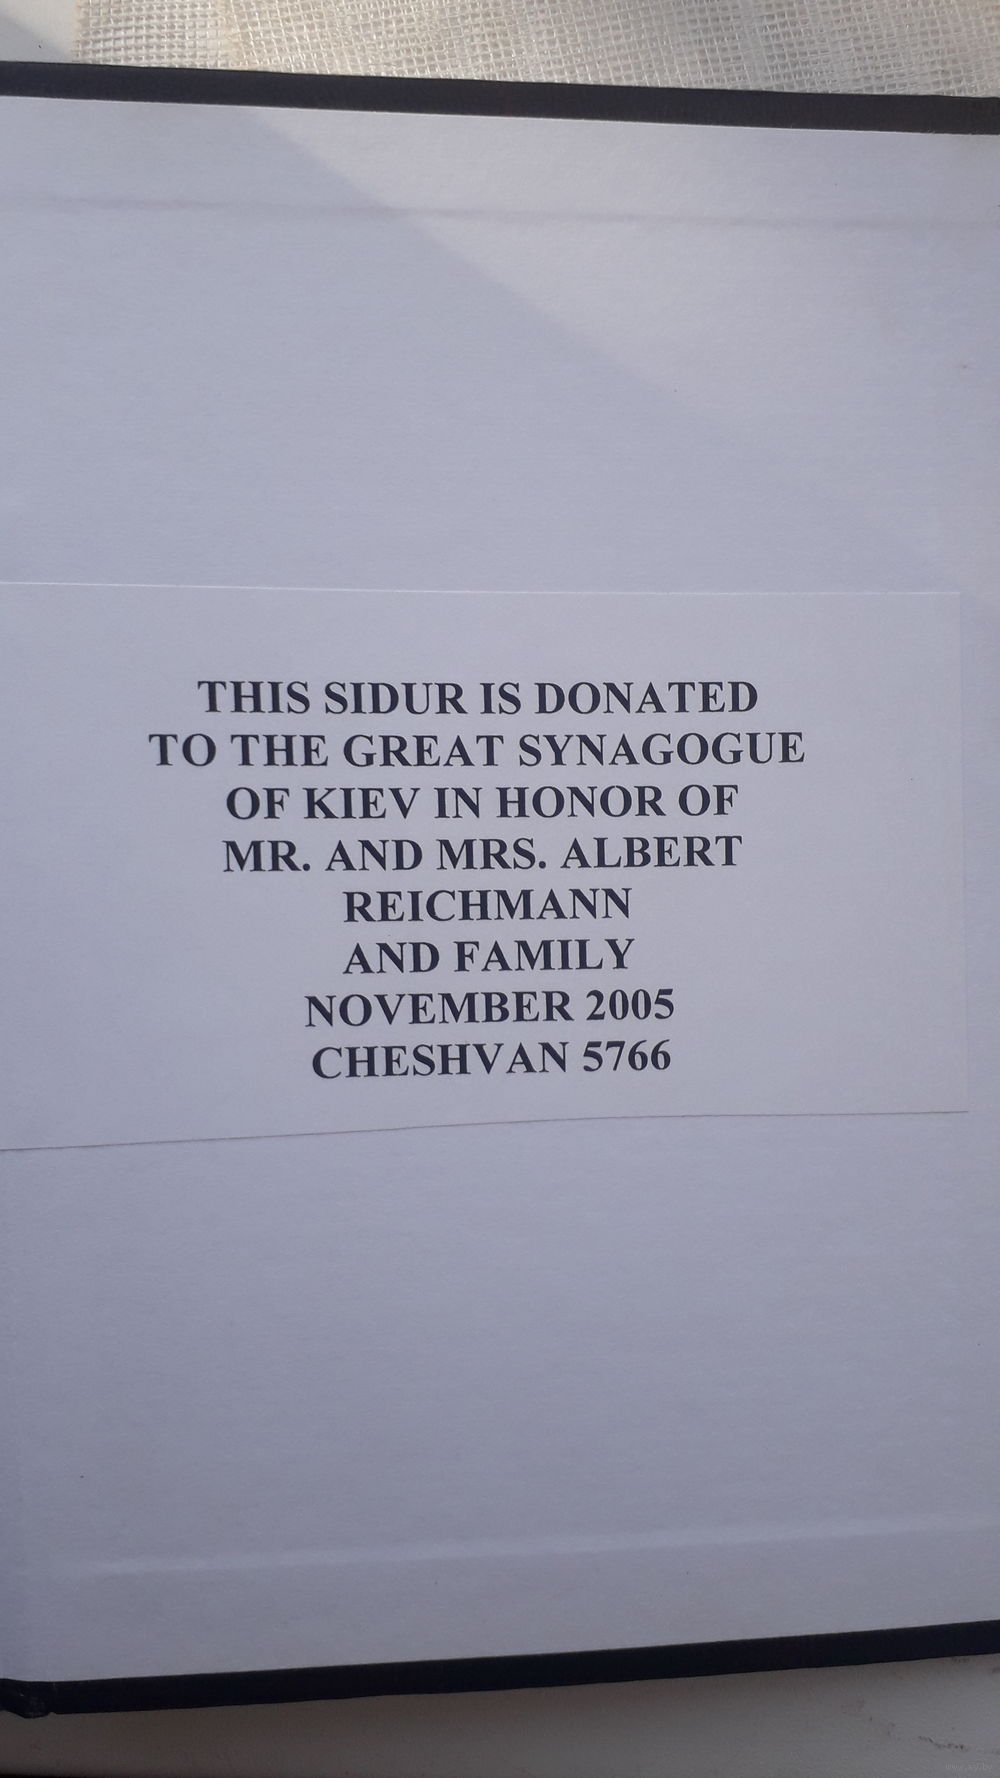 THIS SIDUR IS DONATED
TO THE GREAT SYNAGOGUE
OF KIEV IN HONOR OF
MR. AND MRS. ALBERT
REICHMANN
AND FAMILY
NOVEMBER 2005
CHESHVAN 5766